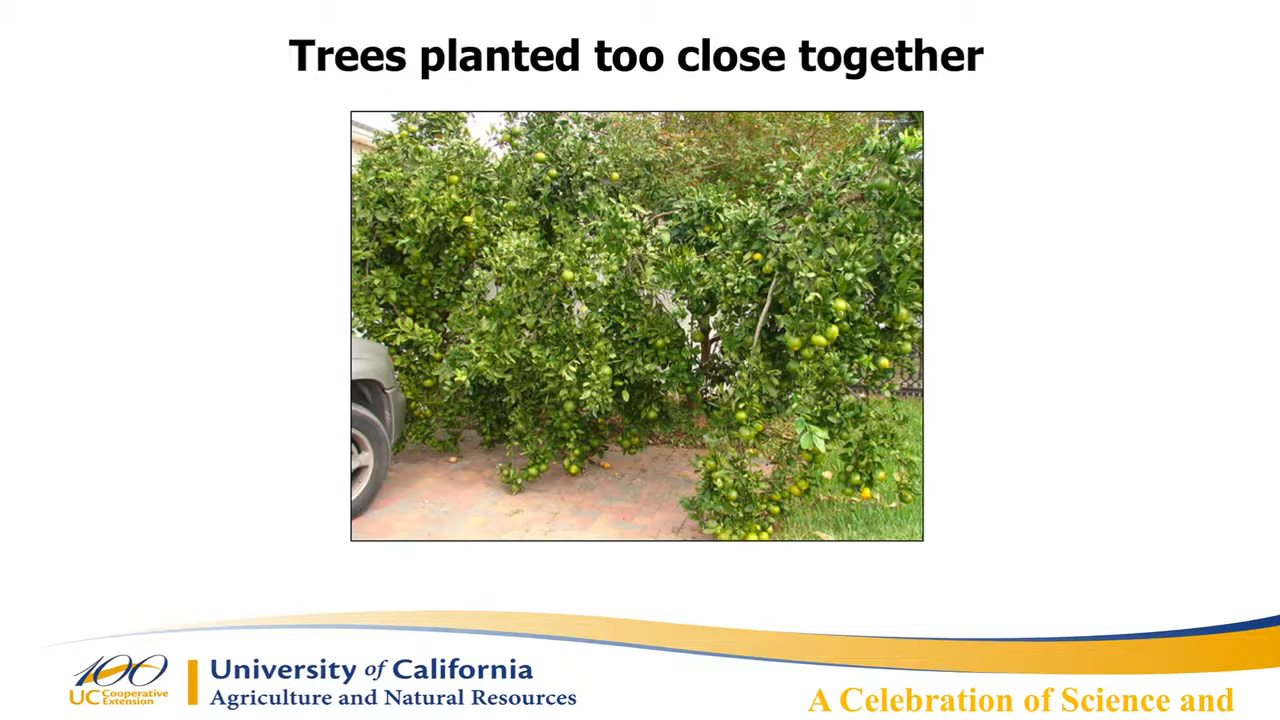 Trees planted too close together
100
UC Cooperative Extension
University of California
Agriculture and Natural Resources
A Celebration of Science and